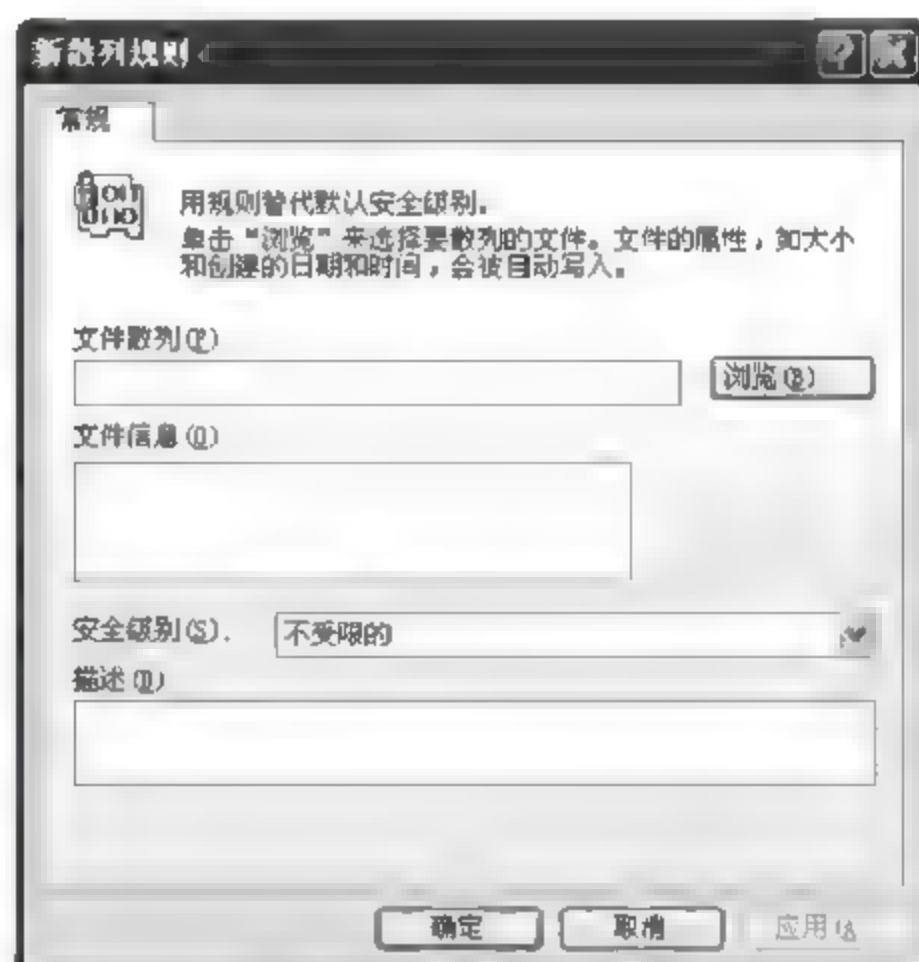 新散列规则
常规
用规则替代默认安全级别。
单击"浏览"来选择要散列的文件。文件的属性，如大小
和创建的日期和时间，会被自动写入。
文件散列(F)
浏览(B)
文件信息(I)
安全级别(S).
不受限的
描述(D)
确定
取消
应用(A